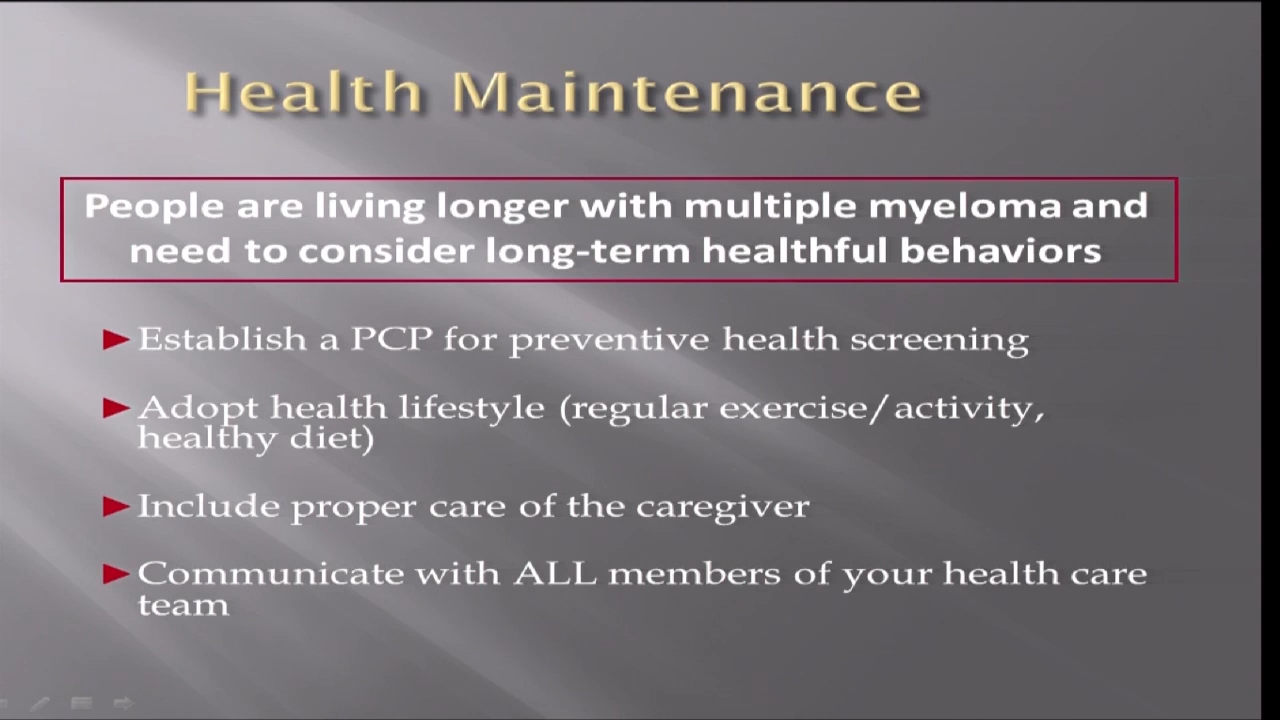 Health Maintenance
People are living longer with multiple myeloma and
need to consider long-term healthful behaviors
Establish a PCP for preventive health screening
Adopt health lifestyle (regular exercise/activity,
healthy diet)
Include proper care of the caregiver
Communicate with ALL members of your health care
team